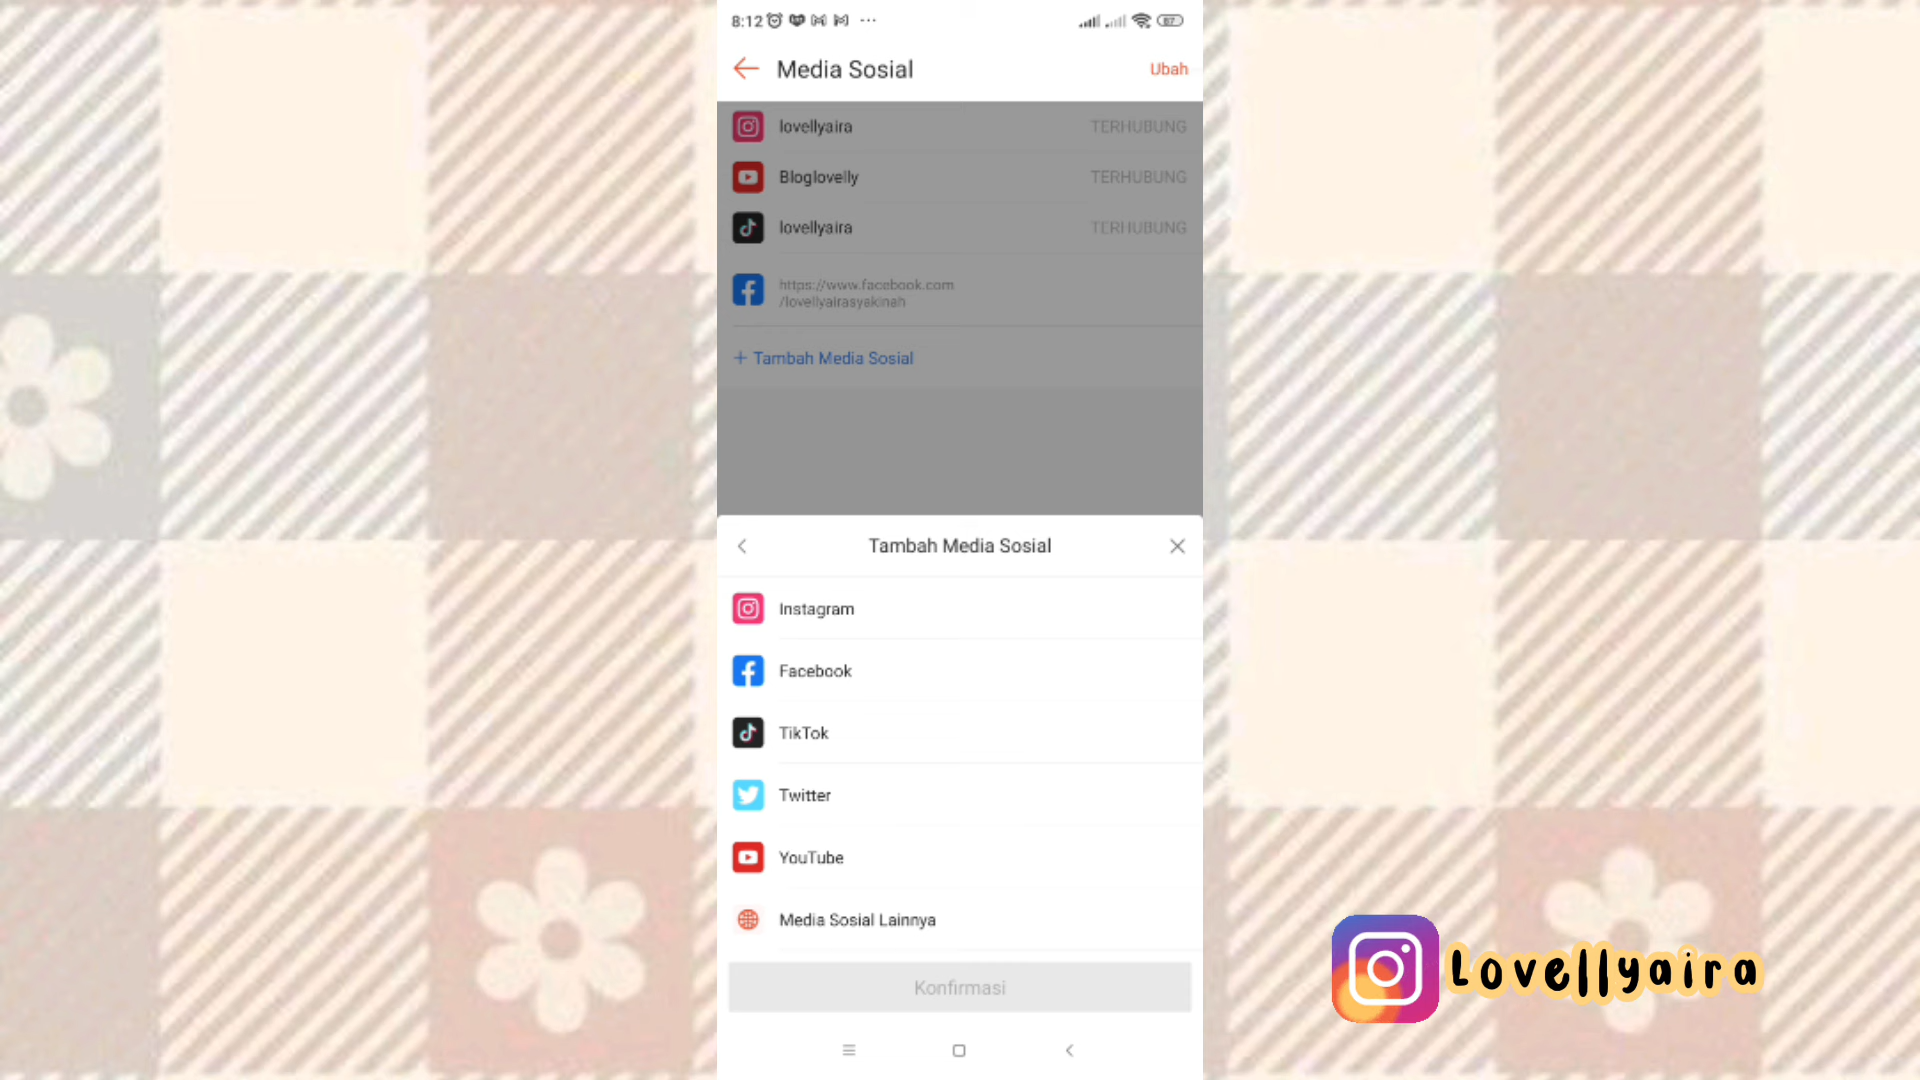 8:12
87
Media Sosial
Ubah
lovellyaira
TERHUBUNG
Bloglovelly
TERHUBUNG
lovellyaira
TERHUBUNG
https://www.facebook.com
/lovellyairasyakinah
+ Tambah Media Sosial
Tambah Media Sosial
Instagram
Facebook
TikTok
Twitter
YouTube
Media Sosial Lainnya
Konfirmasi
Lovellyaira